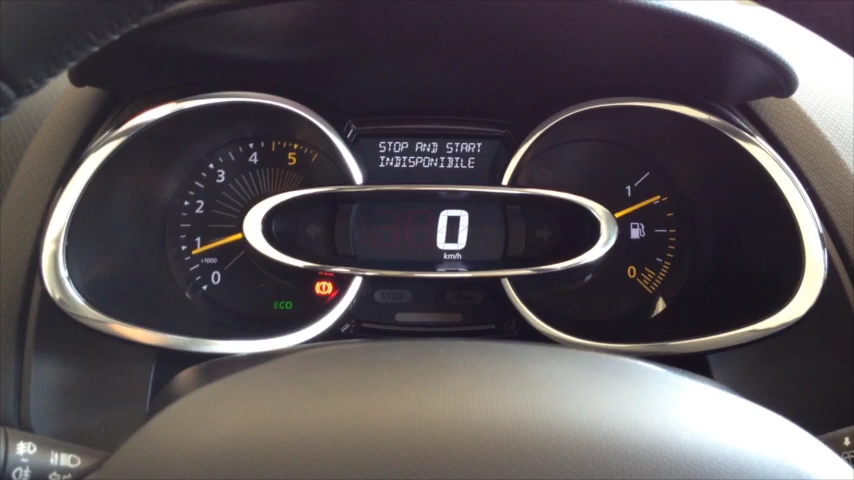 STOP AND START
INDISPONIBILE
0
km/h
5
4
3
2
1
0
x1000
ECO
STOP
1
0